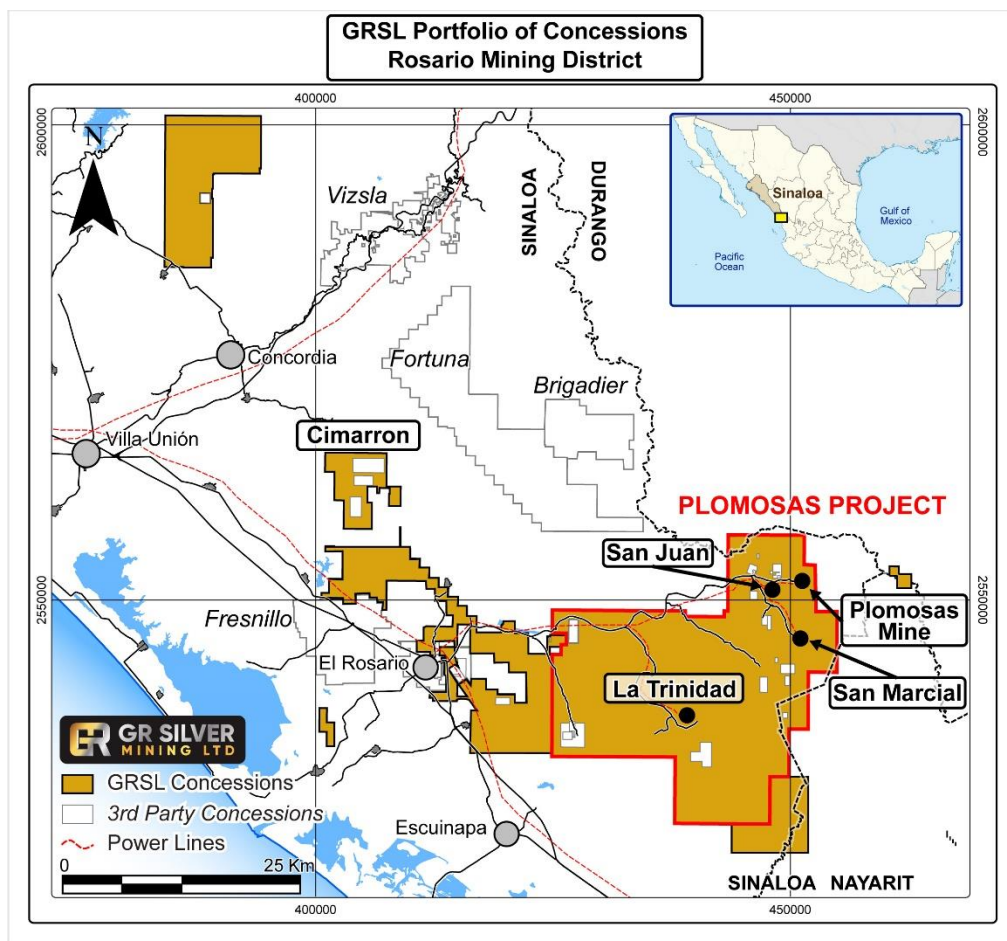 GRSL Portfolio of Concessions
Rosario Mining District
400000
450000
2600000
2600000
N
Vizsla
SINALOA
DURANGO
Sinaloa
Gulf of
Mexico
Pacific
Ocean
Concordia
Fortuna
Brigadier
Villa Unión
Cimarron
PLOMOSAS PROJECT
San Juan
2550000
2550000
Fresnillo
Plomosas
Mine
El Rosario
La Trinidad
San Marcial
GR
GR SILVER
MINING LTD
GRSL Concessions
3rd Party Concessions
Power Lines
Escuinapa
0
25 Km
SINALOA
NAYARIT
400000
450000